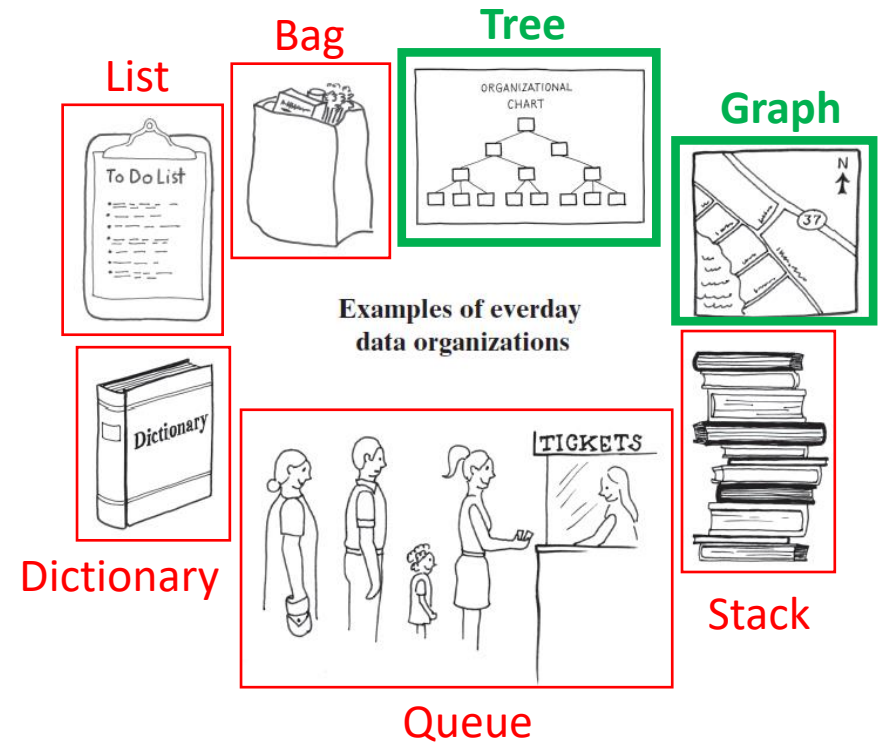 Tree
Bag
List
Graph
ORGANIZATIONAL
CHART
To Do List
N
37
Examples of everday
data organizations
Dictionary
TICKETS
Dictionary
Stack
Queue